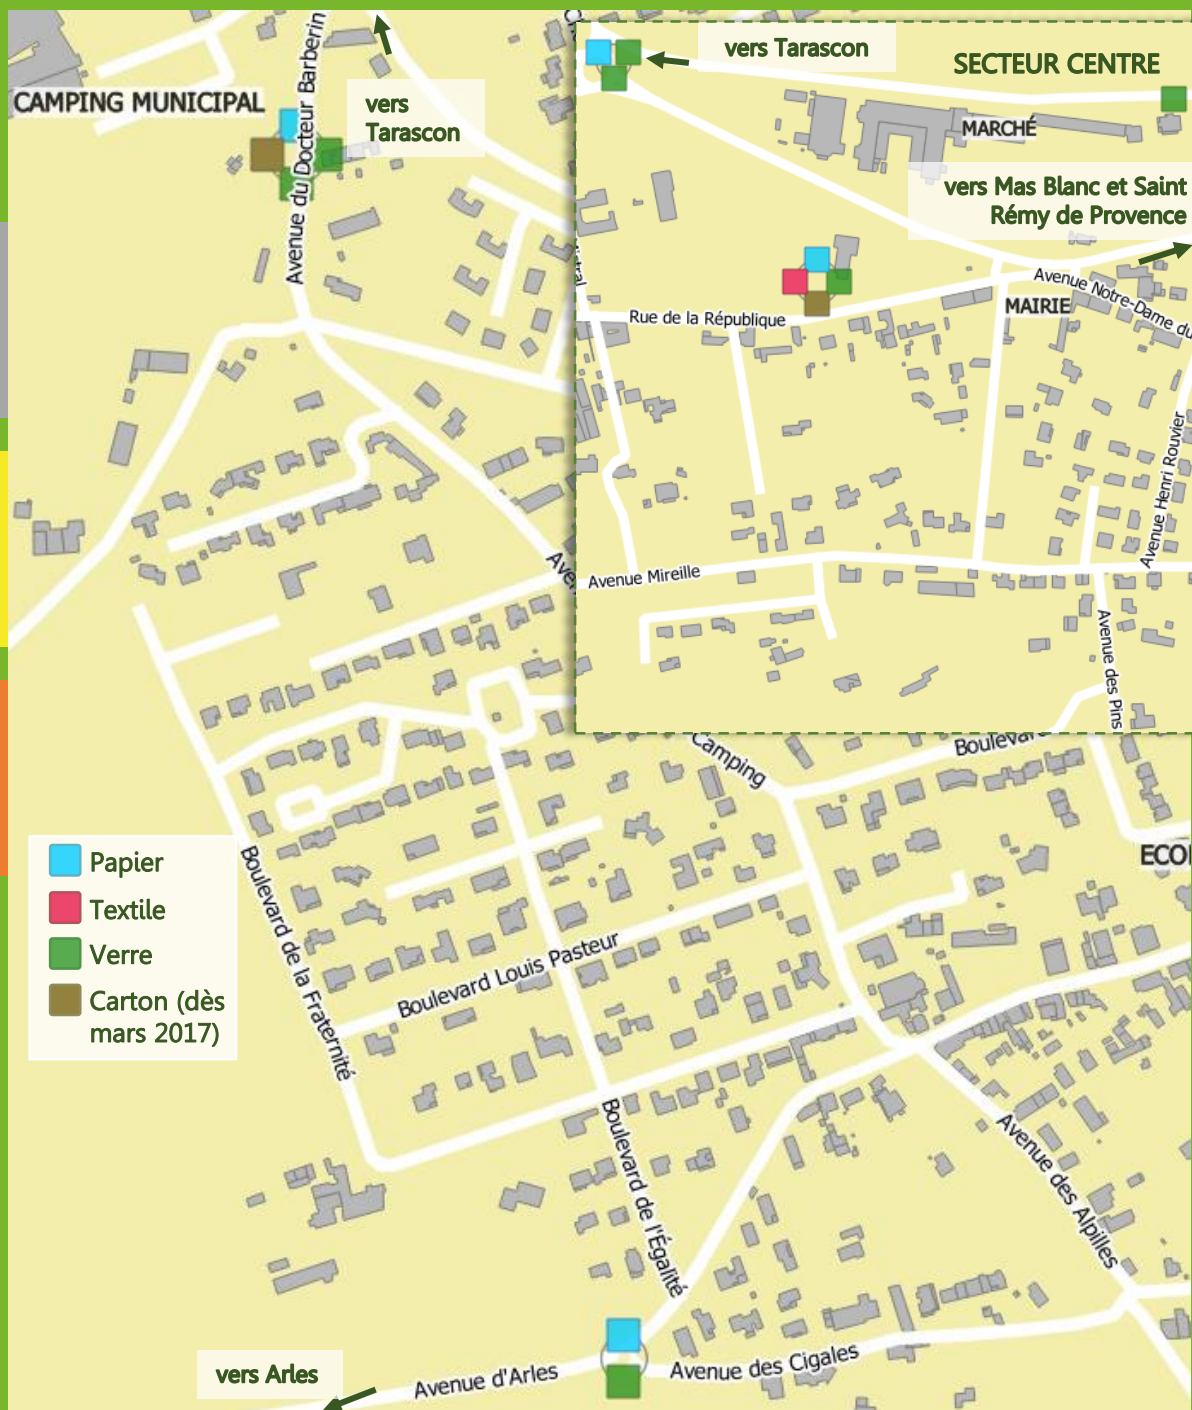 Avenue du Docteur Barberin
CAMPING MUNICIPAL
vers
Tarascon
vers Tarascon
SECTEUR CENTRE
MARCHÉ
vers Mas Blanc et Saint
Rémy de Provence
Avenue Notre-Dame du
MAIRIE
Rue de la République
Avenue Henri Rouvier
Avenue Mireille
Avenue des Pins
Camping
Papier
Textile
Verre
Carton (dès
mars 2017)
Boulevard de la Fraternité
Boulevard Louis Pasteur
Boulevard de l'Égalité
Avenue des Alpilles
vers Arles
Avenue d'Arles
Avenue des Cigales